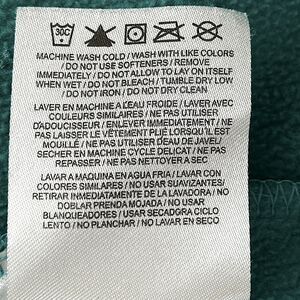 30C
MACHINE WASH COLD / WASH WITH LIKE COLORS
/ DO NOT USE SOFTENERS / REMOVE
IMMEDIATELY / DO NOT ALLOW TO LAY ON ITSELF
WHEN WET / DO NOT BLEACH / TUMBLE DRY LOW
/ DO NOT IRON / DO NOT DRY CLEAN
LAVER EN MACHINE A L'EAU FROIDE / LAVER AVEC
COULEURS SIMILAIRES / NE PAS UTILISER
D'ADOUCISSEUR / ENLEVER IMMEDIATEMENT / NE
PAS LAISSER LE VÊTEMENT PLIÉ LORSQU'IL EST
MOUILLÉ / NE PAS UTILISER D'EAU DE JAVEL/
SECHER EN MACHINE CYCLE DELICAT / NE PAS
REPASSER / NE PAS NETTOYER A SEC
LAVAR A MAQUINA EN AGUA FRIA / LAVAR CON
COLORES SIMILARES / NO USAR SUAVIZANTES/
RETIRAR INMEDIATAMENTE DE LA LAVADORA / NO
DOBLAR PRENDA MOJADA / NO USAR
BLANQUEADORES / USAR SECADGRA CICLO
LENTO / NO PLANCHAR / NO LAVAR EN SECO